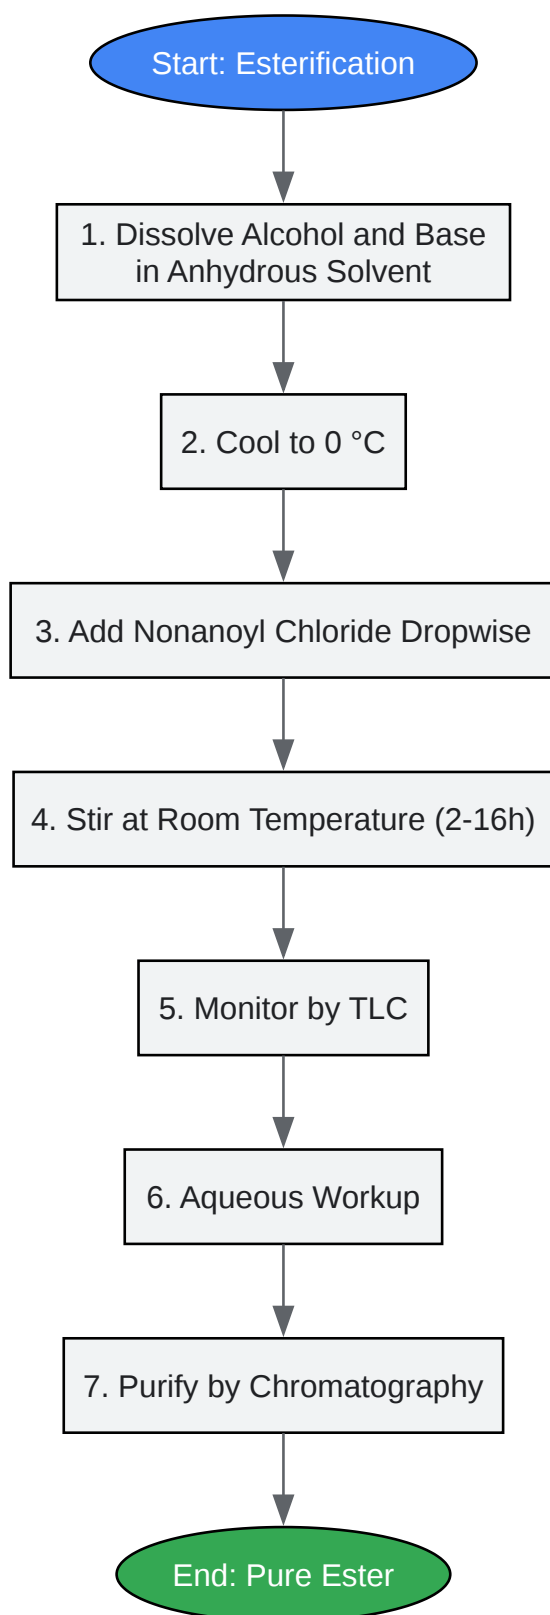 Start: Esterification
1. Dissolve Alcohol and Base
in Anhydrous Solvent
2. Cool to 0 °C
3. Add Nonanoyl Chloride Dropwise
4. Stir at Room Temperature (2-16h)
5. Monitor by TLC
6. Aqueous Workup
7. Purify by Chromatography
End: Pure Ester